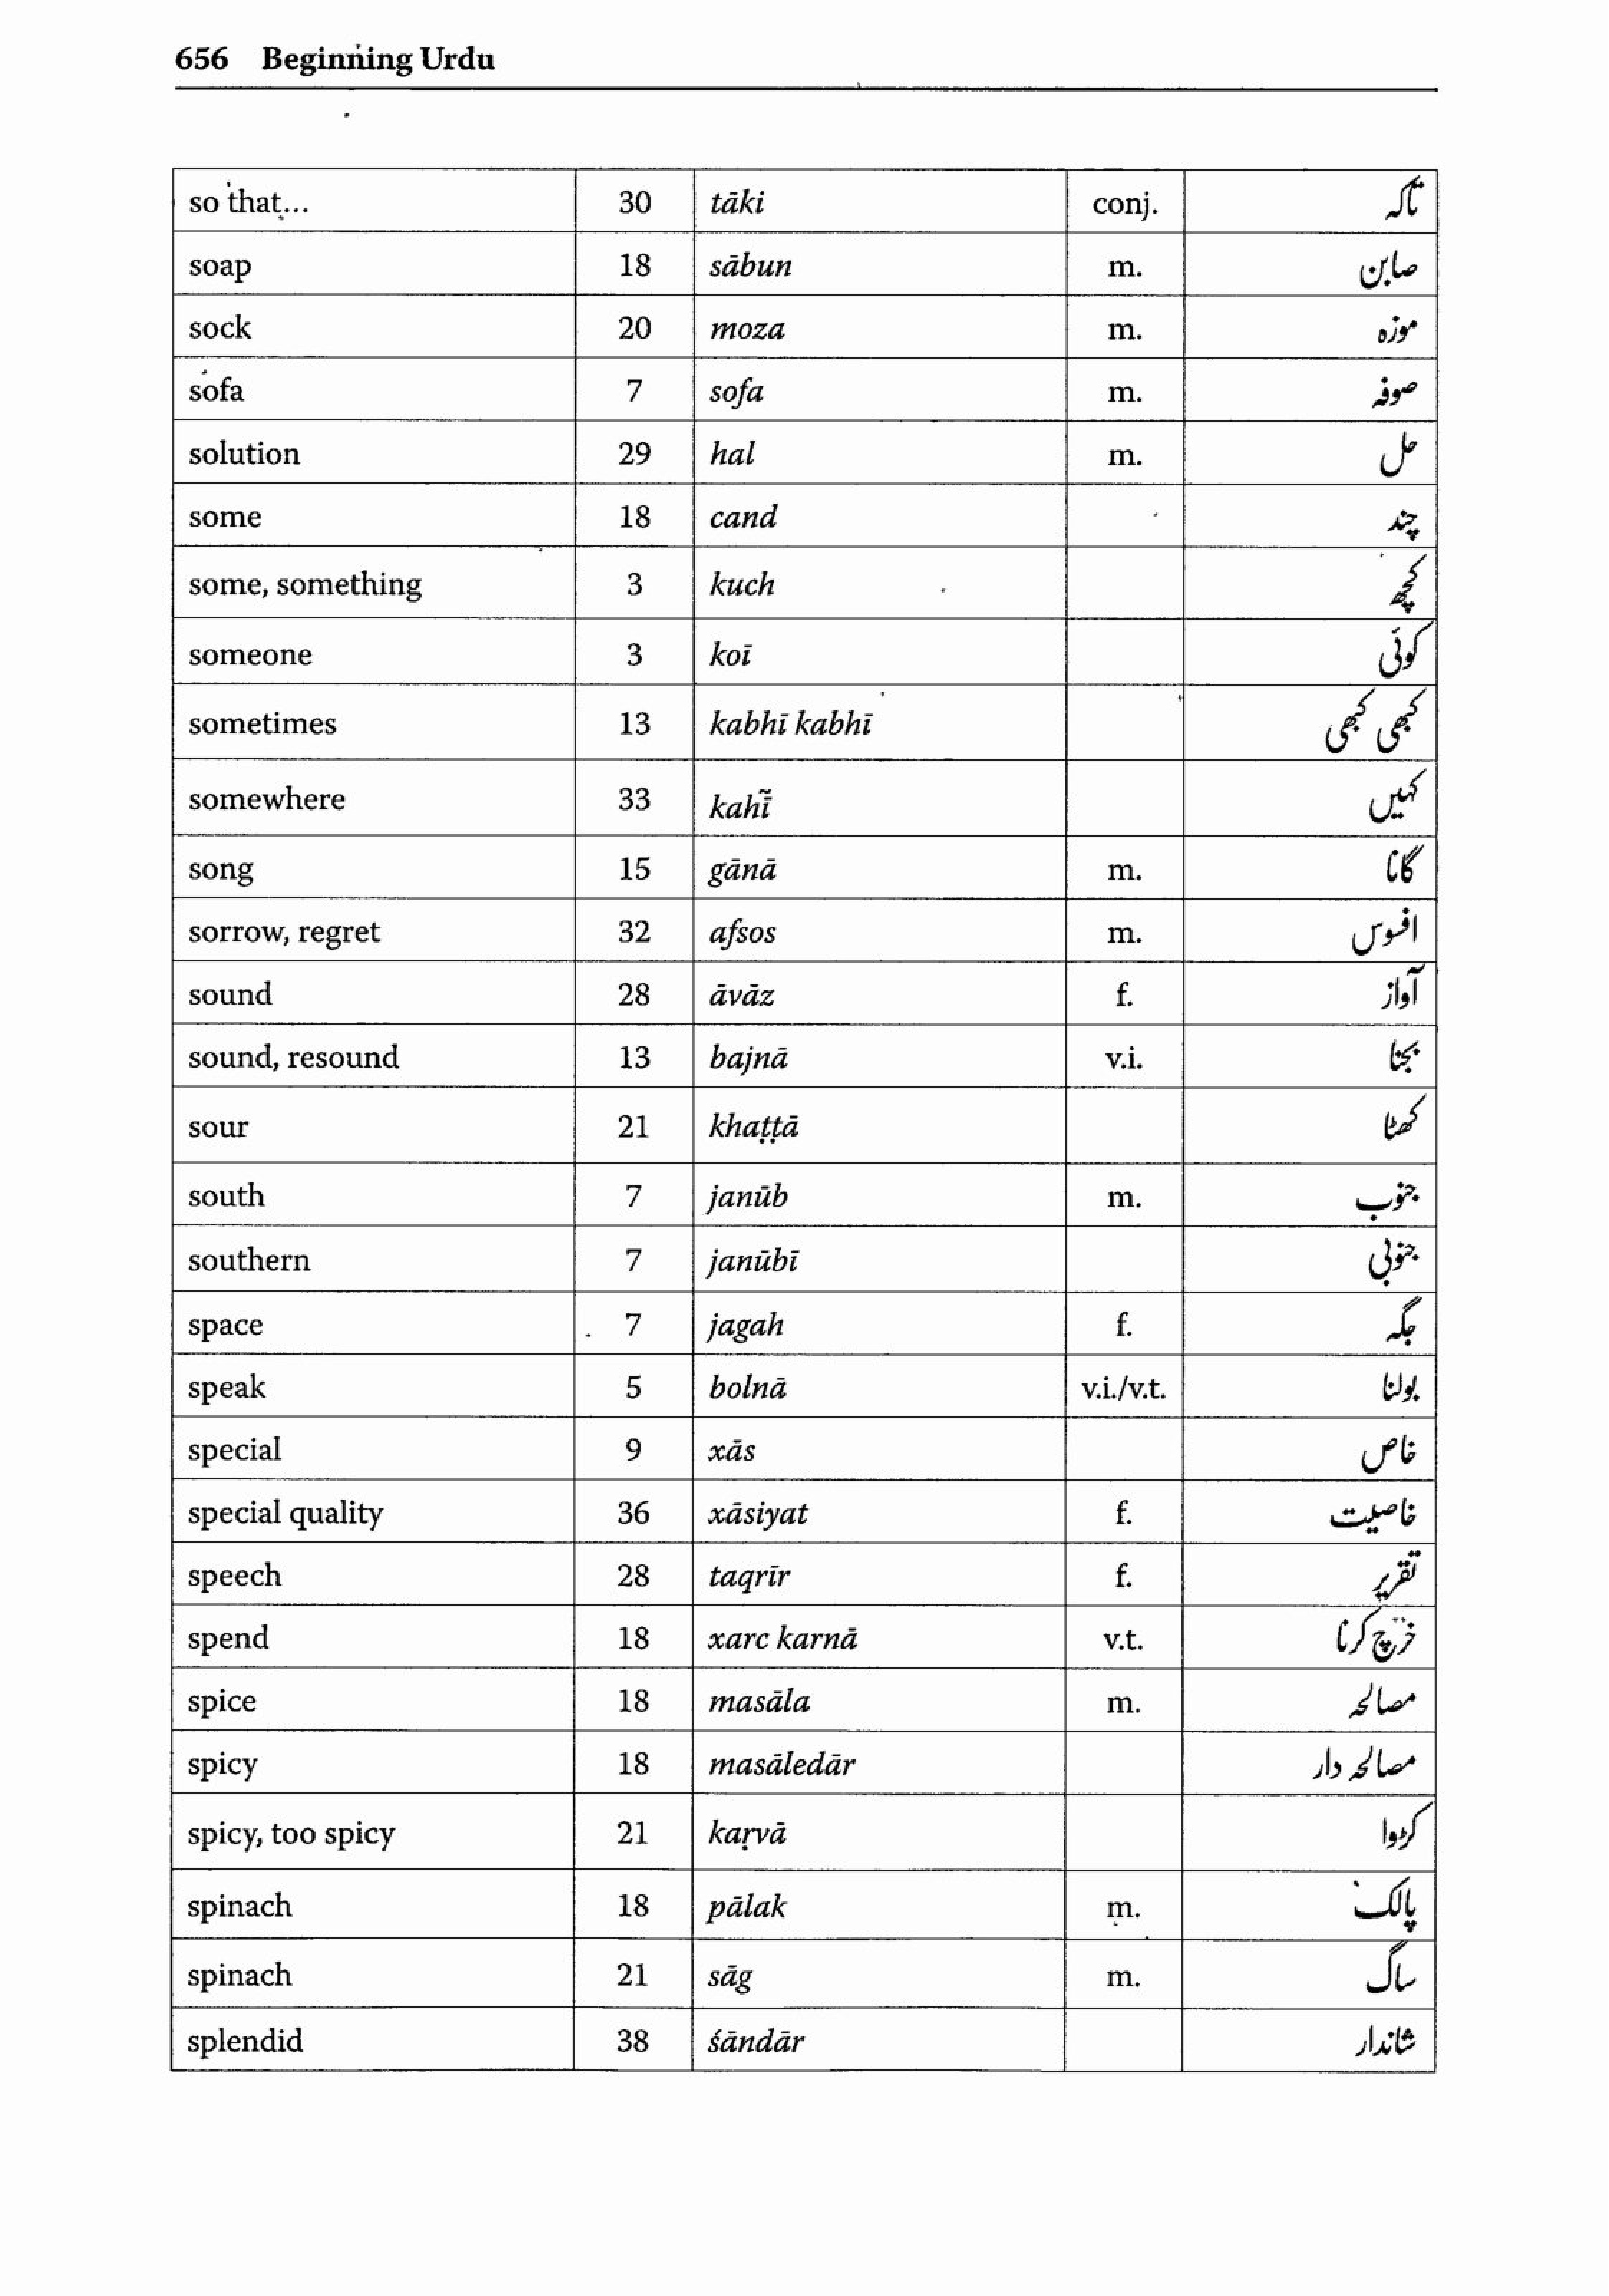 656 Beginning Urdu
so that... 30 tāki conj. تاکہ
soap 18 sābun m. صابن
sock 20 moza m. موزہ
sofa 7 sofa m. صوفہ
solution 29 hal m. حل
some 18 cand چند
some, something 3 kuch کچھ
someone 3 koī کوئی
sometimes 13 kabhī kabhī کبھی کبھی
somewhere 33 kahī̃ کہیں
song 15 gānā m. گانا
sorrow, regret 32 afsos m. افسوس
sound 28 āvāz f. آواز
sound, resound 13 bajnā v.i. بجنا
sour 21 khaṭṭā کھٹا
south 7 janūb m. جنوب
southern 7 janūbī جنوبی
space 7 jagah f. جگہ
speak 5 bolnā v.i./v.t. بولنا
special 9 xās خاص
special quality 36 xāsiyat f. خاصیت
speech 28 taqrīr f. تقریر
spend 18 xarc karnā v.t. خرچ کرنا
spice 18 masāla m. مصالحہ
spicy 18 masāledār مصالحہ دار
spicy, too spicy 21 kaṛvā کڑوا
spinach 18 pālak m. پالک
spinach 21 sāg m. ساگ
splendid 38 śāndār شاندار